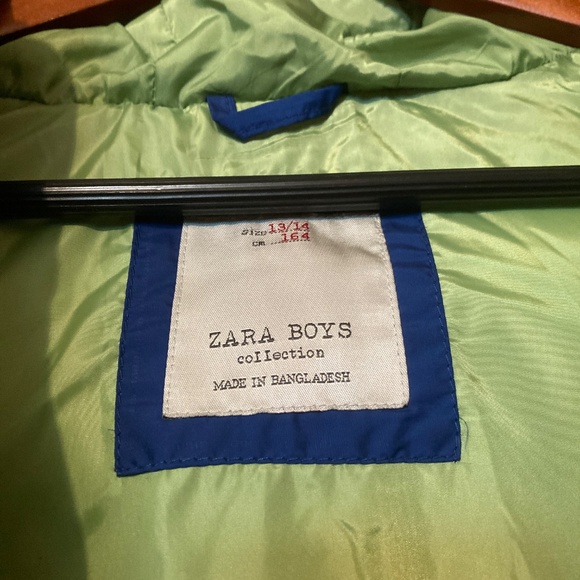 SIZE 13/14
CM 164
ZARA BOYS
collection
MADE IN BANGLADESH